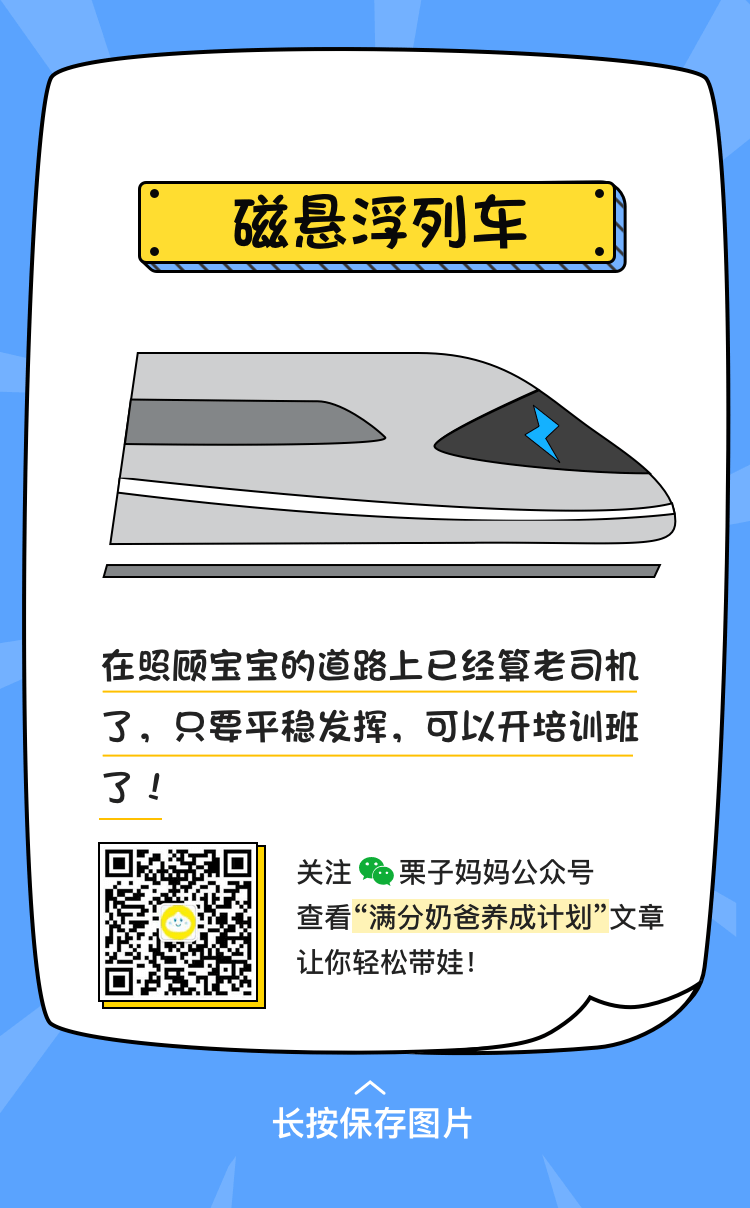 磁悬浮列车
在照顾宝宝的道路上已经算老司机
了，只要平稳发挥，可以开培训班
了！
关注 栗子妈妈公众号
查看“满分奶爸养成计划”文章
让你轻松带娃！
长按保存图片